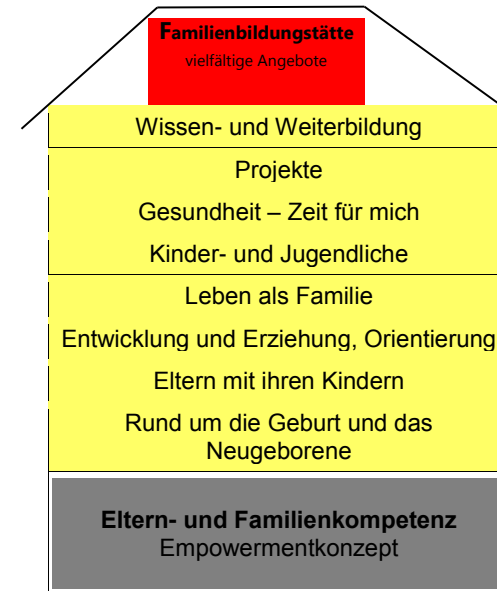 Familienbildungstätte
vielfältige Angebote
Wissen- und Weiterbildung
Projekte
Gesundheit – Zeit für mich
Kinder- und Jugendliche
Leben als Familie
Entwicklung und Erziehung, Orientierung
Eltern mit ihren Kindern
Rund um die Geburt und das
Neugeborene
Eltern- und Familienkompetenz
Empowermentkonzept